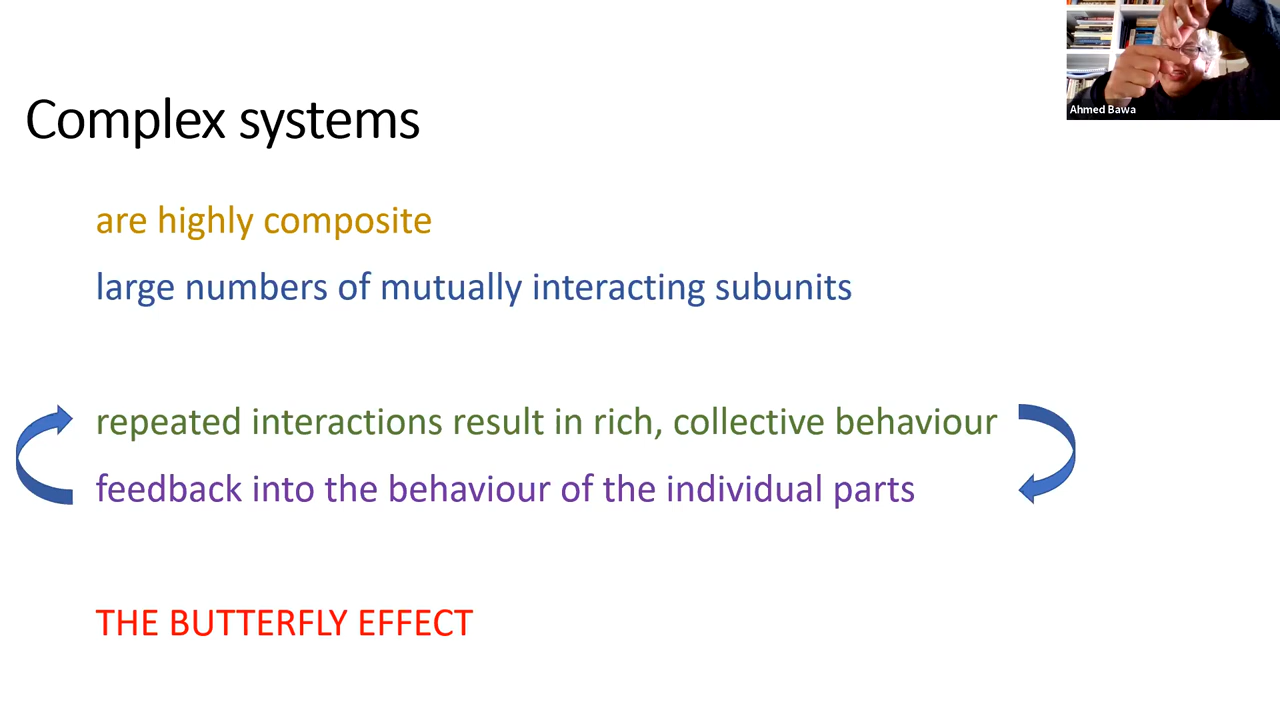 Ahmed Bawa
Complex systems
are highly composite
large numbers of mutually interacting subunits
repeated interactions result in rich, collective behaviour
feedback into the behaviour of the individual parts
THE BUTTERFLY EFFECT